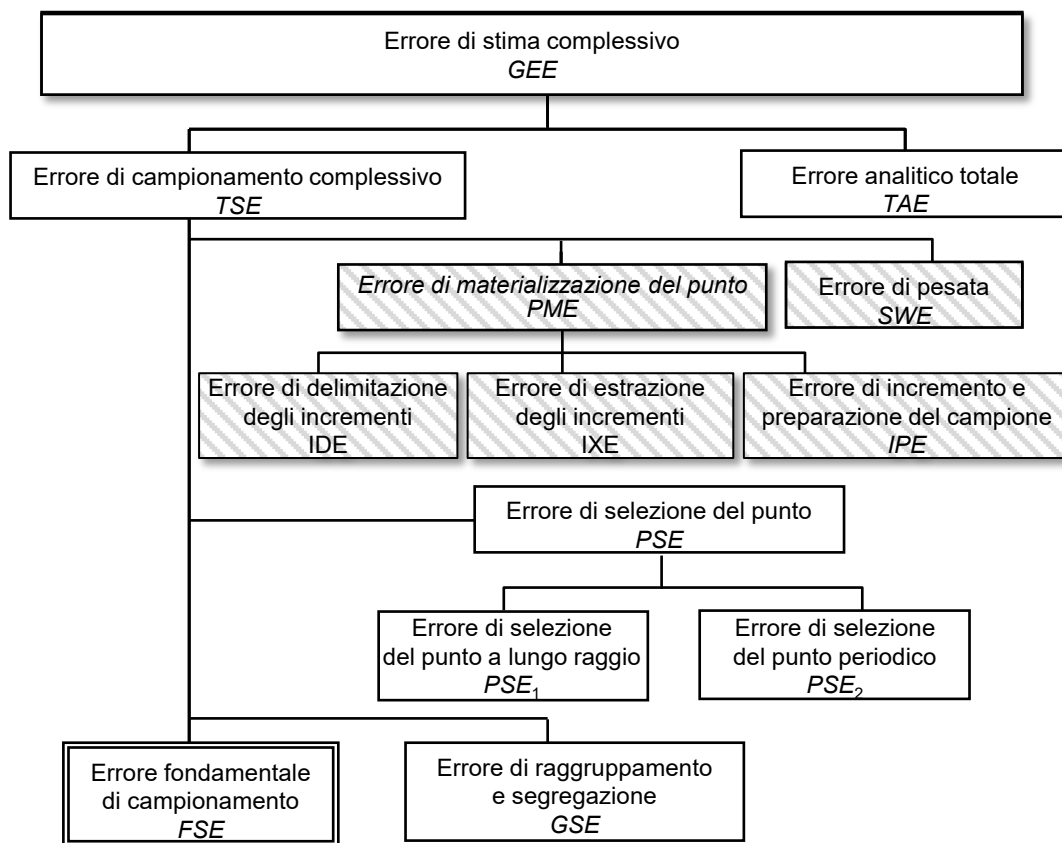 Errore di stima complessivo
GEE
Errore di campionamento complessivo
TSE
Errore analitico totale
TAE
Errore di materializzazione del punto
PME
Errore di pesata
SWE
Errore di delimitazione
degli incrementi
IDE
Errore di estrazione
degli incrementi
IXE
Errore di incremento e
preparazione del campione
IPE
Errore di selezione del punto
PSE
Errore di selezione
del punto a lungo raggio
PSE1
Errore di selezione
del punto periodico
PSE2
Errore fondamentale
di campionamento
FSE
Errore di raggruppamento
e segregazione
GSE